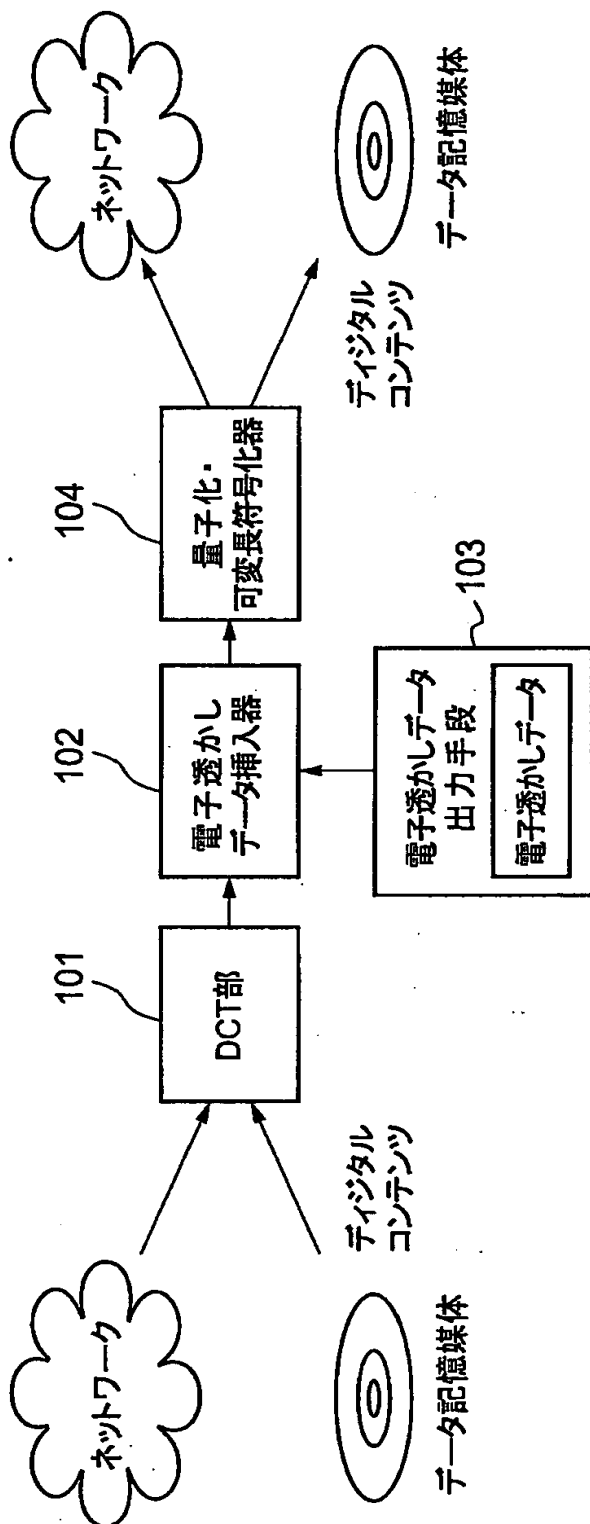 ネットワーク
データ記憶媒体
ディジタル
コンテンツ
101
DCT部
102
電子透かし
データ挿入器
103
電子透かしデータ
出力手段
電子透かしデータ
104
量子化・
可変長符号化器
ネットワーク
ディジタル
コンテンツ
データ記憶媒体